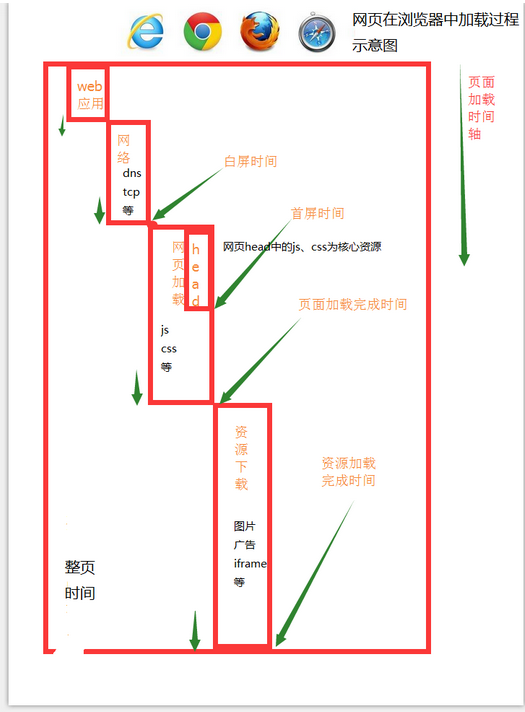 网页在浏览器中加载过程
示意图
web
应用
页面
加载
时间
轴
网
络
dns
tcp
等
白屏时间
首屏时间
网
页
加
载
h
e
a
d
网页head中的js、css为核心资源
js
css
等
页面加载完成时间
资
源
下
载
资源加载
完成时间
图片
广告
iframe
等
整页
时间